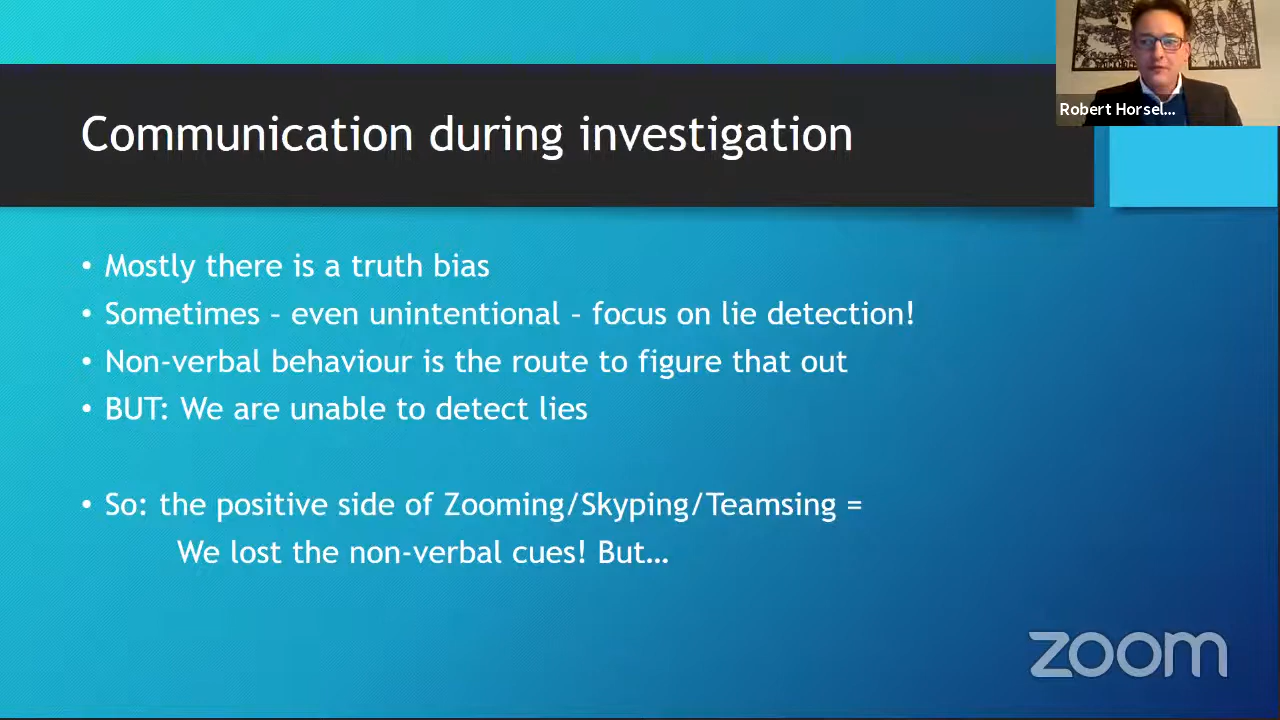 Robert Horsel...
Communication during investigation
• Mostly there is a truth bias
• Sometimes – even unintentional – focus on lie detection!
• Non-verbal behaviour is the route to figure that out
• BUT: We are unable to detect lies
• So: the positive side of Zooming/Skyping/Teamsing =
We lost the non-verbal cues! But…
zoom